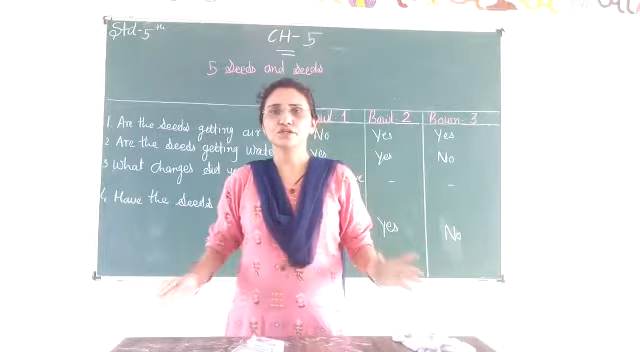 Std-5th
CH-5
5 Seeds and seeds
1 Bowl 2 Bown-3
1. Are the seeds getting air No Yes Yes
2 Are the seeds getting Yes Yes No
3 What changes did - -
4. Have the seeds Yes No